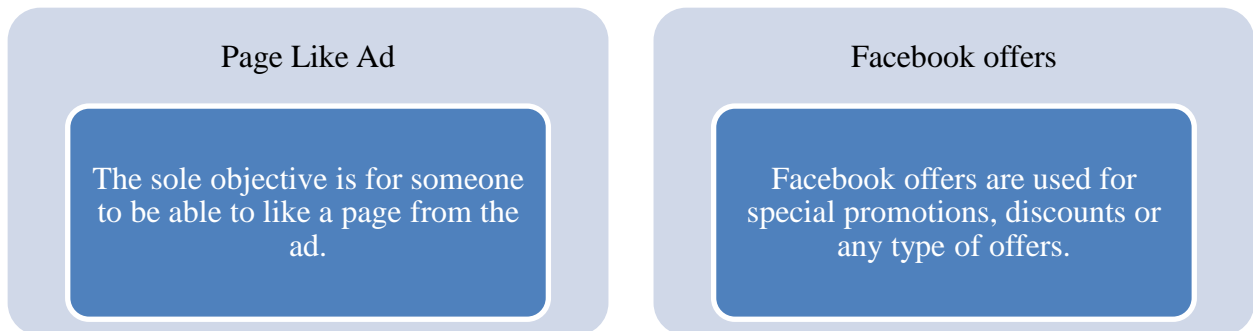 Page Like Ad
The sole objective is for someone
to be able to like a page from the
ad.
Facebook offers
Facebook offers are used for
special promotions, discounts or
any type of offers.